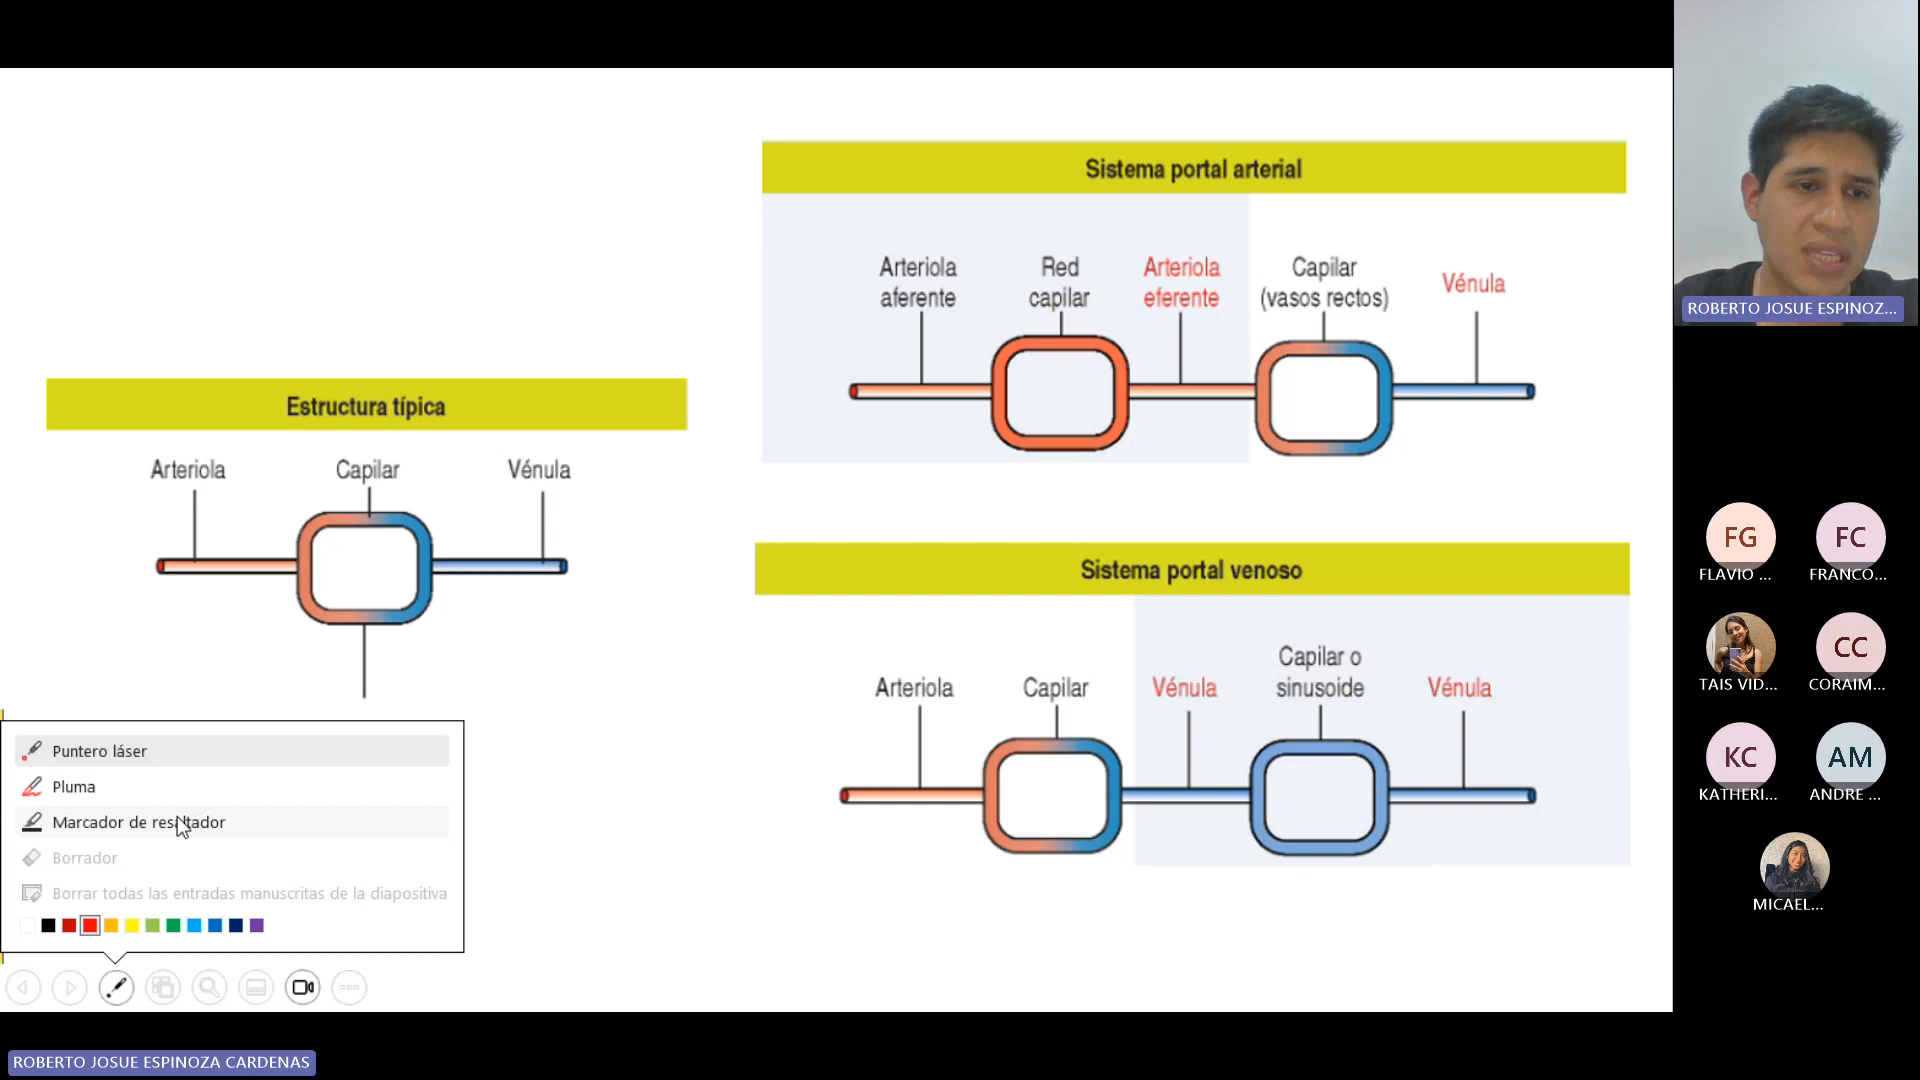 Sistema portal arterial
Arteriola
aferente
Red
capilar
Arteriola
eferente
Capilar
(vasos rectos)
Vénula
Estructura típica
Arteriola
Capilar
Vénula
Sistema portal venoso
Arteriola
Capilar
Vénula
Capilar o
sinusoide
Vénula
Puntero láser
Pluma
Marcador de resaltador
Borrador
Borrar todas las entradas manuscritas de la diapositiva
ROBERTO JOSUE ESPINOZA CARDENAS
ROBERTO JOSUE ESPINOZ...
FG
FLAVIO ...
FC
FRANCO...
TAIS VID...
CC
CORAIM...
KC
KATHERI...
AM
ANDRE ...
MICAEL...